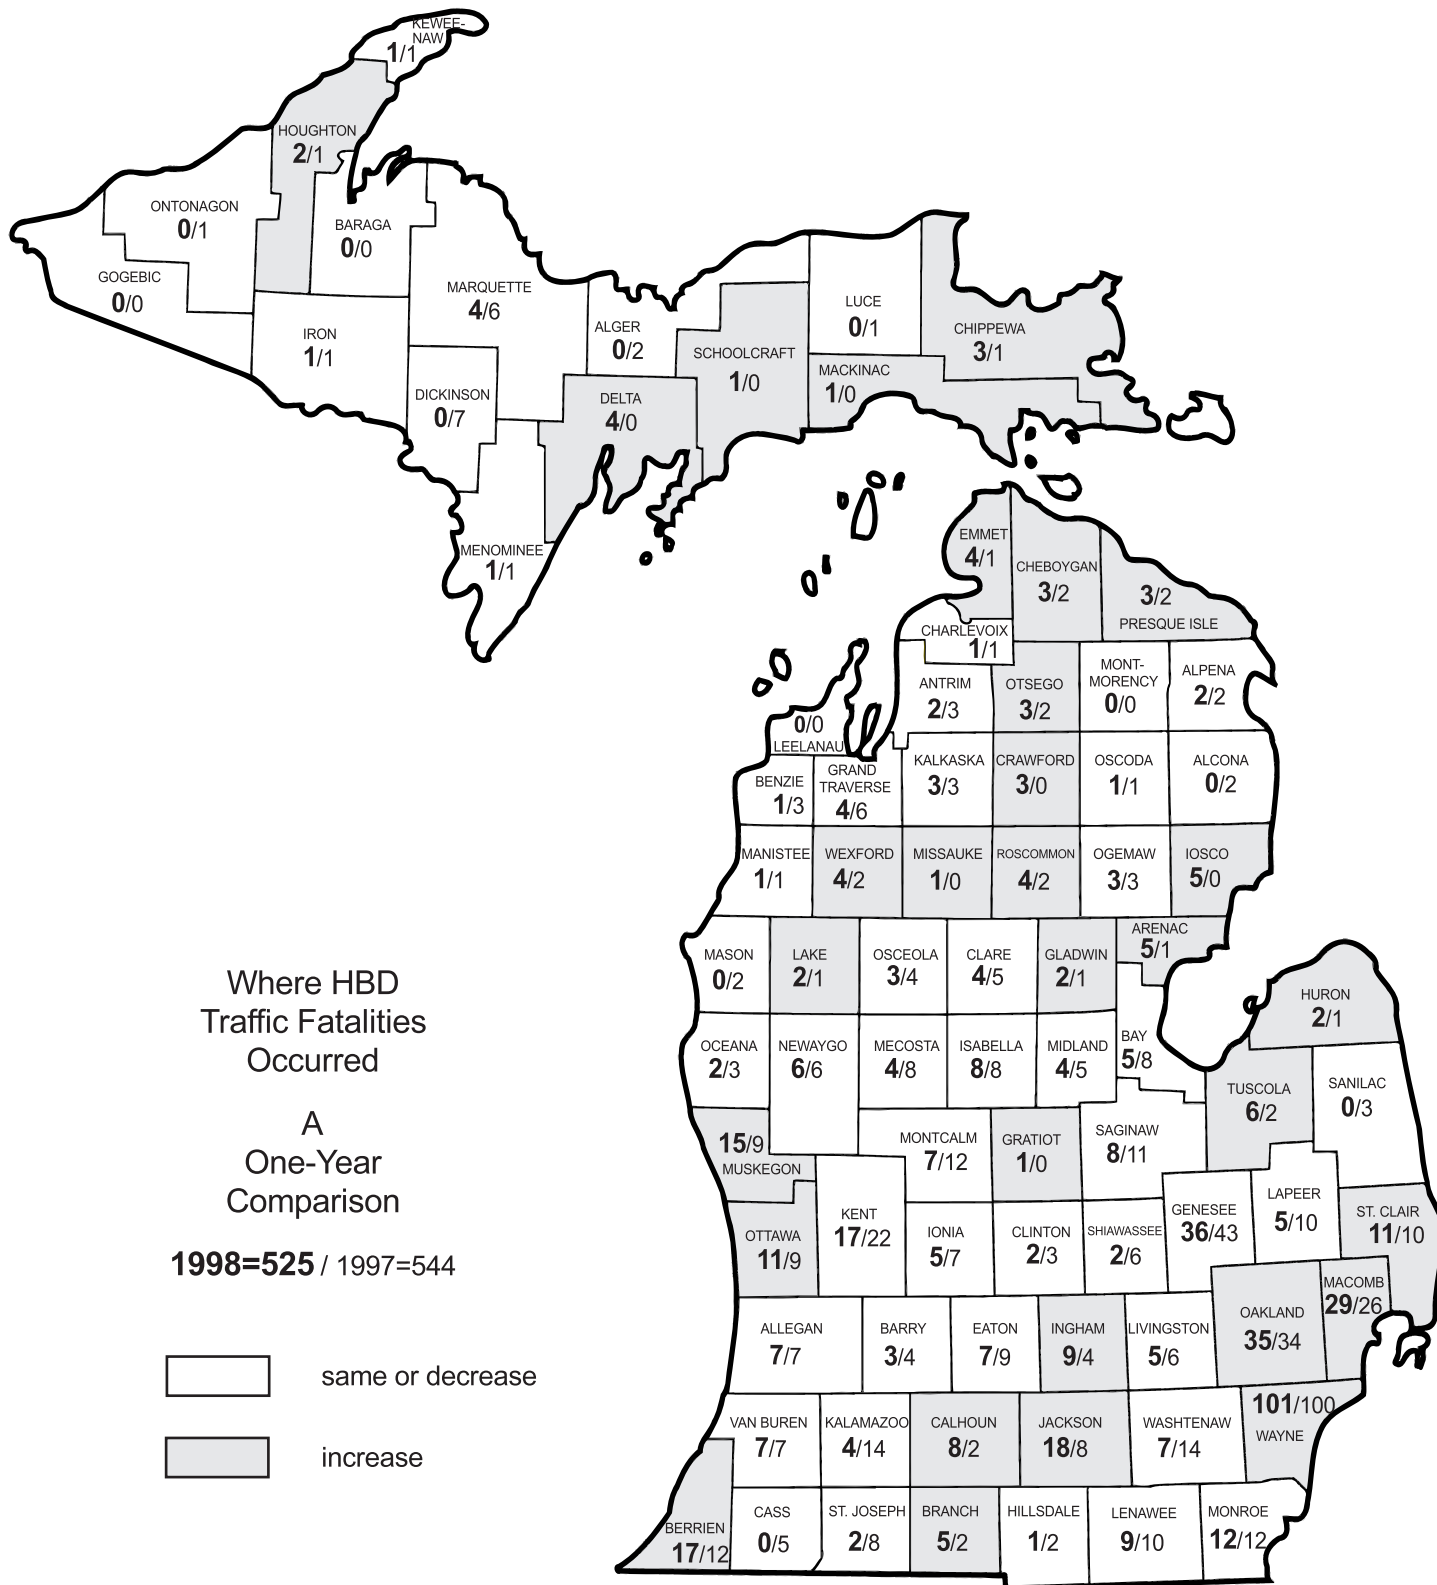 KEWEE-
NAW
1/1
HOUGHTON
2/1
ONTONAGON
0/1
BARAGA
0/0
GOGEBIC
0/0
MARQUETTE
4/6
IRON
1/1
ALGER
0/2
LUCE
0/1
CHIPPEWA
3/1
SCHOOLCRAFT
1/0
MACKINAC
1/0
DICKINSON
0/7
DELTA
4/0
MENOMINEE
1/1
EMMET
4/1
CHEBOYGAN
3/2
3/2
PRESQUE ISLE
CHARLEVOIX
1/1
ANTRIM
2/3
OTSEGO
3/2
MONT-
MORENCY
0/0
ALPENA
2/2
0/0
LEELANAU
BENZIE
1/3
GRAND
TRAVERSE
4/6
KALKASKA
3/3
CRAWFORD
3/0
OSCODA
1/1
ALCONA
0/2
MANISTEE
1/1
WEXFORD
4/2
MISSAUKE
1/0
ROSCOMMON
4/2
OGEMAW
3/3
IOSCO
5/0
MASON
0/2
LAKE
2/1
OSCEOLA
3/4
CLARE
4/5
GLADWIN
2/1
ARENAC
5/1
HURON
2/1
OCEANA
2/3
NEWAYGO
6/6
MECOSTA
4/8
ISABELLA
8/8
MIDLAND
4/5
BAY
5/8
TUSCOLA
6/2
SANILAC
0/3
15/9
MUSKEGON
MONTCALM
7/12
GRATIOT
1/0
SAGINAW
8/11
OTTAWA
11/9
KENT
17/22
IONIA
5/7
CLINTON
2/3
SHIAWASSEE
2/6
GENESEE
36/43
LAPEER
5/10
ST. CLAIR
11/10
ALLEGAN
7/7
BARRY
3/4
EATON
7/9
INGHAM
9/4
LIVINGSTON
5/6
OAKLAND
35/34
MACOMB
29/26
VAN BUREN
7/7
KALAMAZOO
4/14
CALHOUN
8/2
JACKSON
18/8
WASHTENAW
7/14
101/100
WAYNE
BERRIEN
17/12
CASS
0/5
ST. JOSEPH
2/8
BRANCH
5/2
HILLSDALE
1/2
LENAWEE
9/10
MONROE
12/12
Where HBD
Traffic Fatalities
Occurred
A
One-Year
Comparison
1998=525 / 1997=544
same or decrease
increase